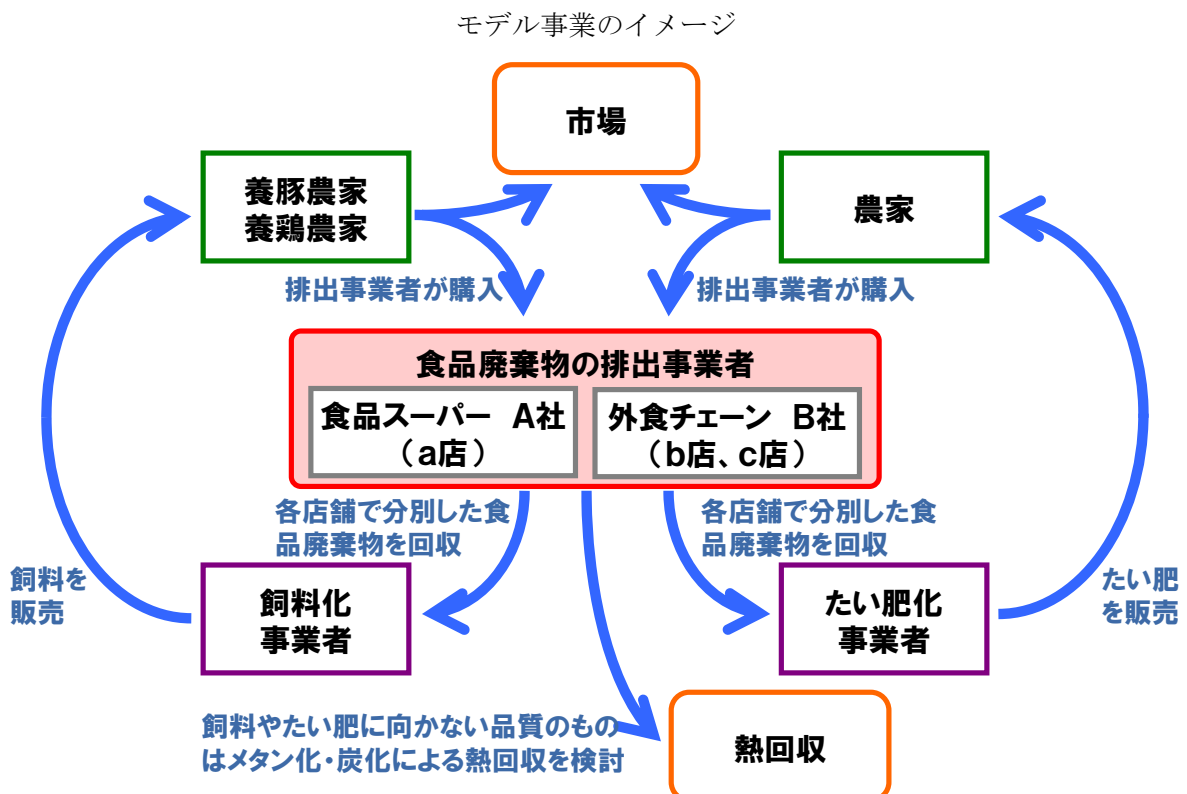 モデル事業のイメージ
市場
養豚農家
養鶏農家
農家
排出事業者が購入
排出事業者が購入
食品廃棄物の排出事業者
食品スーパー A社
(a店)
外食チェーン B社
(b店、c店)
各店舗で分別した食
品廃棄物を回収
各店舗で分別した食
品廃棄物を回収
飼料を
販売
飼料化
事業者
たい肥化
事業者
たい肥
を販売
飼料やたい肥に向かない品質のもの
はメタン化・炭化による熱回収を検討
熱回収